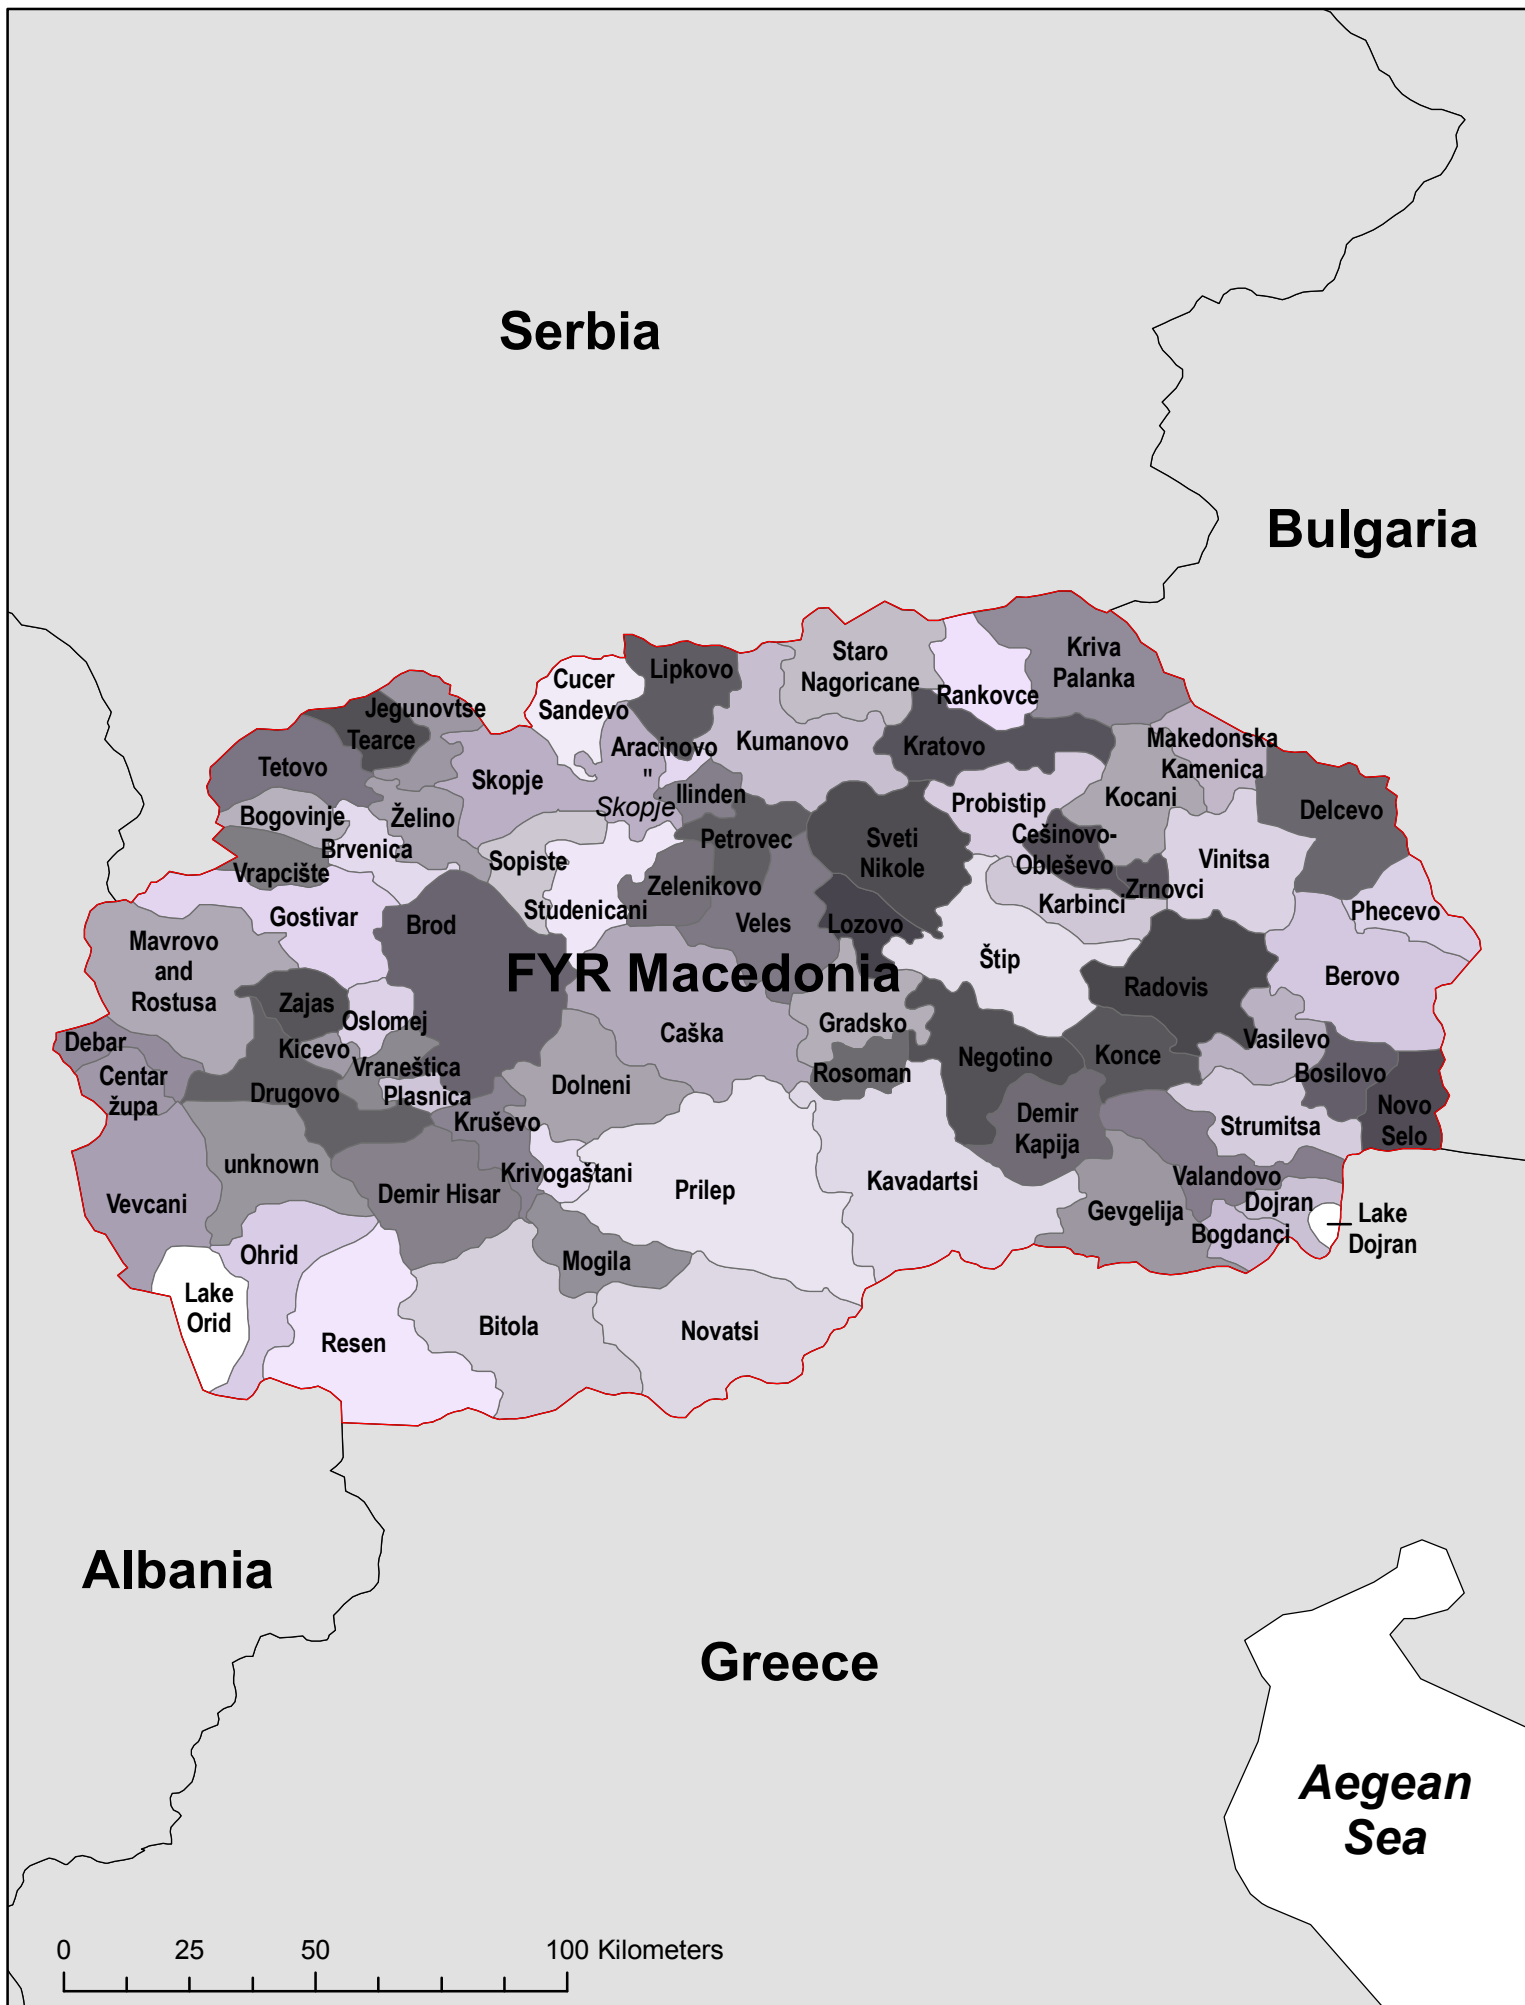 Serbia
Bulgaria
Staro
Nagoricane
Kriva
Palanka
Rankovce
Lipkovo
Cucer
Sandevo
Jegunovtse
Tearce
Tetovo
Aracinovo
"
Skopje
Skopje
Kumanovo
Kratovo
Makedonska
Kamenica
Ilinden
Probistip
Kocani
Delcevo
Bogovinje
Želino
Brvenica
Vrapcište
Sopiste
Petrovec
Sveti
Nikole
Cešinovo-
Obleševo
Vinitsa
Zelenikovo
Zrnovci
Studenicani
Karbinci
Phecevo
Gostivar
Brod
Veles
Lozovo
Mavrovo
and
Rostusa
FYR Macedonia
Štip
Radovis
Berovo
Zajas
Oslomej
Caška
Gradsko
Vasilevo
Debar
Kicevo
Vraneštica
Rosoman
Negotino
Konce
Bosilovo
Centar
župa
Drugovo
Plasnica
Dolneni
Kruševo
Demir
Kapija
Novo
Selo
Strumitsa
unknown
Krivogaštani
Demir Hisar
Prilep
Kavadartsi
Valandovo
Vevcani
Gevgelija
Dojran
Bogdanci
Lake
Dojran
Ohrid
Mogila
Lake
Orid
Resen
Bitola
Novatsi
Albania
Greece
Aegean
Sea
0 25 50 100 Kilometers